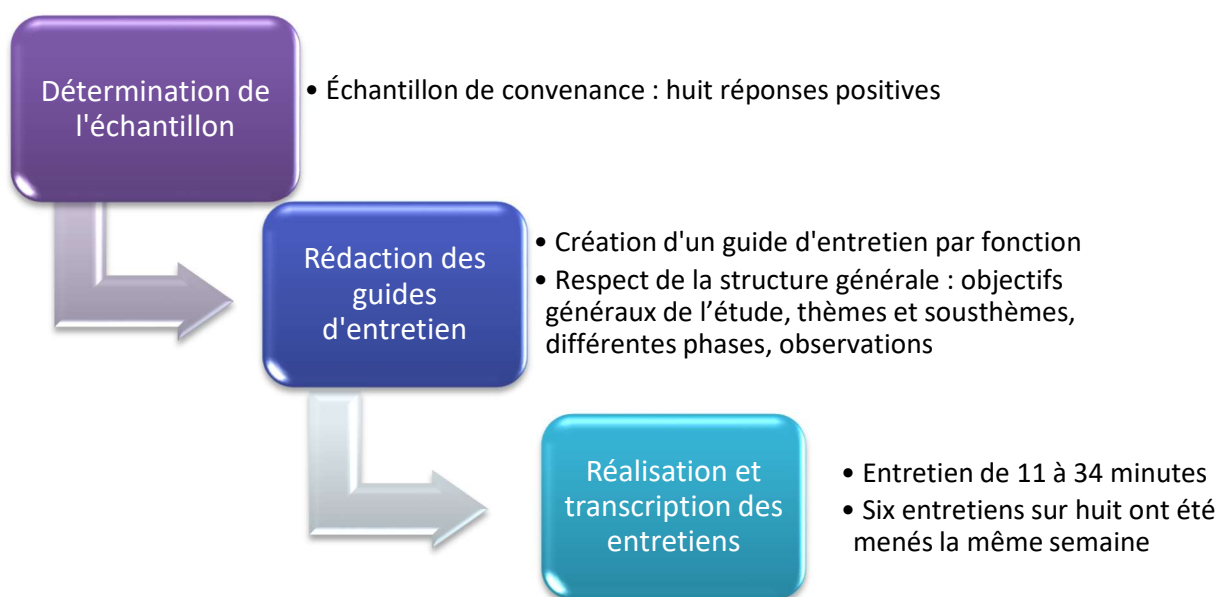 Détermination de
l'échantillon
• Échantillon de convenance : huit réponses positives
Rédaction des
guides
d'entretien
• Création d'un guide d'entretien par fonction
• Respect de la structure générale : objectifs
généraux de l’étude, thèmes et sousthèmes,
différentes phases, observations
Réalisation et
transcription des
entretiens
• Entretien de 11 à 34 minutes
• Six entretiens sur huit ont été
menés la même semaine